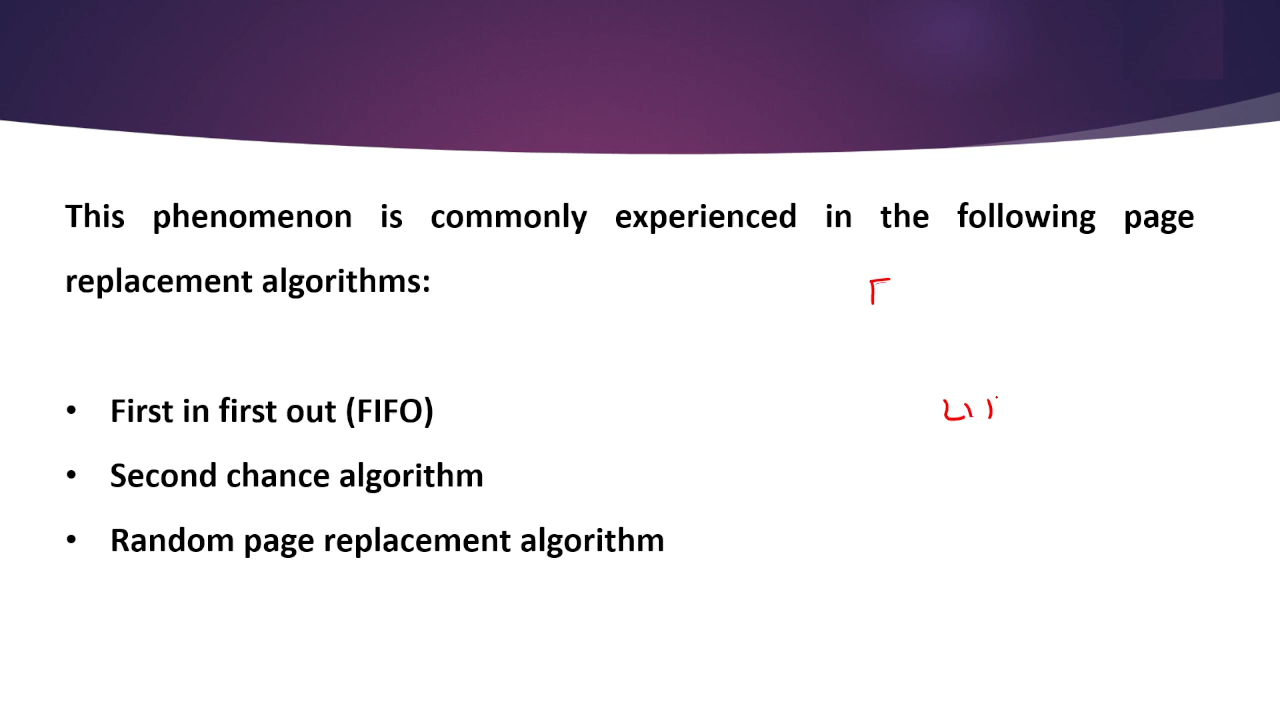 This phenomenon is commonly experienced in the following page
replacement algorithms:
• First in first out (FIFO)
• Second chance algorithm
• Random page replacement algorithm